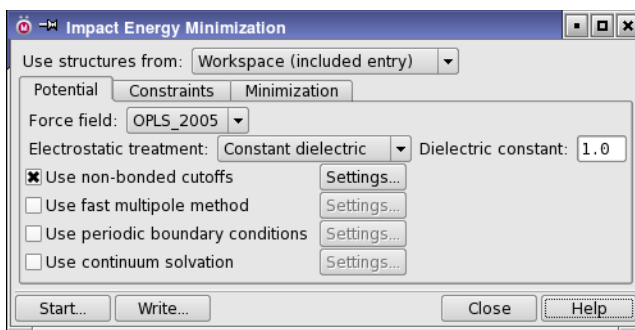 Impact Energy Minimization
Use structures from: Workspace (included entry)
Potential Constraints Minimization
Force field: OPLS_2005
Electrostatic treatment: Constant dielectric Dielectric constant: 1.0
Use non-bonded cutoffs Settings...
Use fast multipole method Settings...
Use periodic boundary conditions Settings...
Use continuum solvation Settings...
Start... Write... Close Help